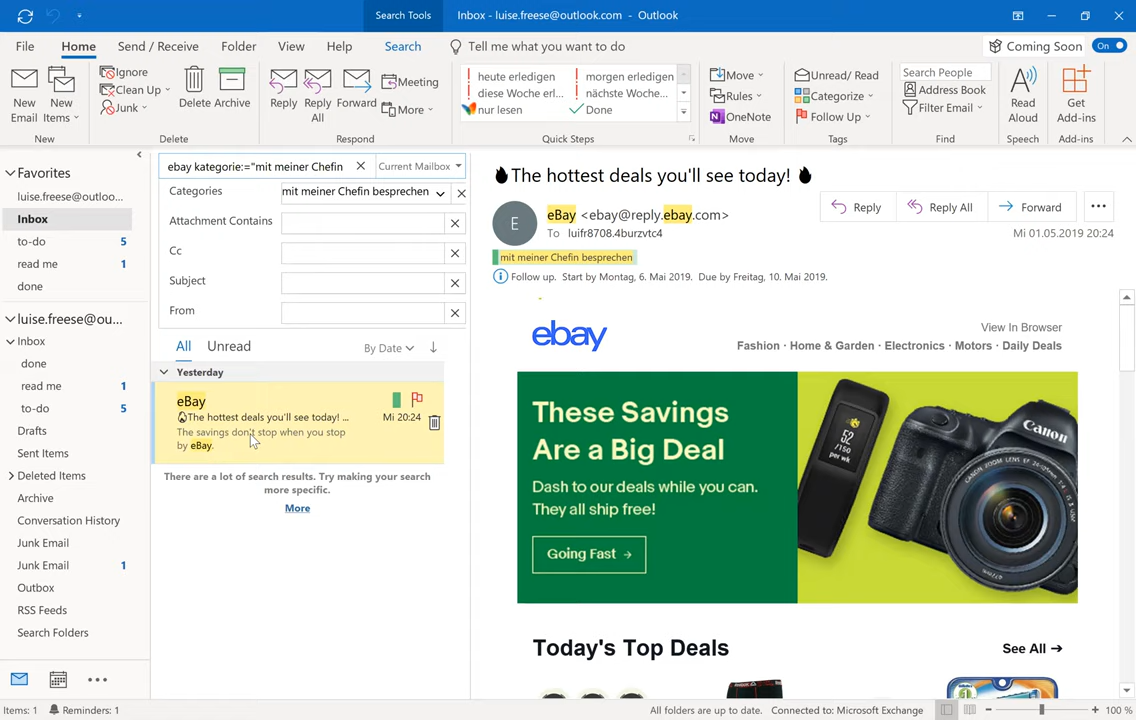 Search Tools
Inbox - luise.freese@outlook.com - Outlook
File Home Send / Receive Folder View Help Search Tell me what you want to do Coming Soon On
New Email
New Items
New
Ignore
Clean Up
Junk
Delete
Archive
Delete
Reply
Reply All
Forward
Meeting
More
Respond
heute erledigen
diese Woche erl...
nur lesen
morgen erledigen
nächste Woche...
Done
Quick Steps
Move
Rules
OneNote
Move
Unread/ Read
Categorize
Follow Up
Tags
Search People
Address Book
Filter Email
Find
Read Aloud
Speech
Get Add-ins
Add-ins
Favorites
luise.freese@outloo...
Inbox
to-do 5
read me 1
done
luise.freese@ou...
Inbox
done
read me 1
to-do 5
Drafts
Sent Items
Deleted Items
Archive
Conversation History
Junk Email
Junk Email 1
Outbox
RSS Feeds
Search Folders
ebay kategorie:="mit meiner Chefin
Current Mailbox
Categories mit meiner Chefin besprechen
Attachment Contains
Cc
Subject
From
All Unread By Date
Yesterday
eBay
The hottest deals you'll see today! ... Mi 20:24
The savings don't stop when you stop
by eBay.
There are a lot of search results. Try making your search
more specific.
More
The hottest deals you'll see today!
E
eBay <ebay@reply.ebay.com>
To luifr8708.4burzvtc4
Reply Reply All Forward
Mi 01.05.2019 20:24
mit meiner Chefin besprechen
Follow up. Start by Montag, 6. Mai 2019. Due by Freitag, 10. Mai 2019.
ebay
View In Browser
Fashion · Home & Garden · Electronics · Motors · Daily Deals
These Savings
Are a Big Deal
Dash to our deals while you can.
They all ship free!
Going Fast →
52
Canon
Today's Top Deals
See All →
Items: 1 Reminders: 1
All folders are up to date. Connected to: Microsoft Exchange 100 %